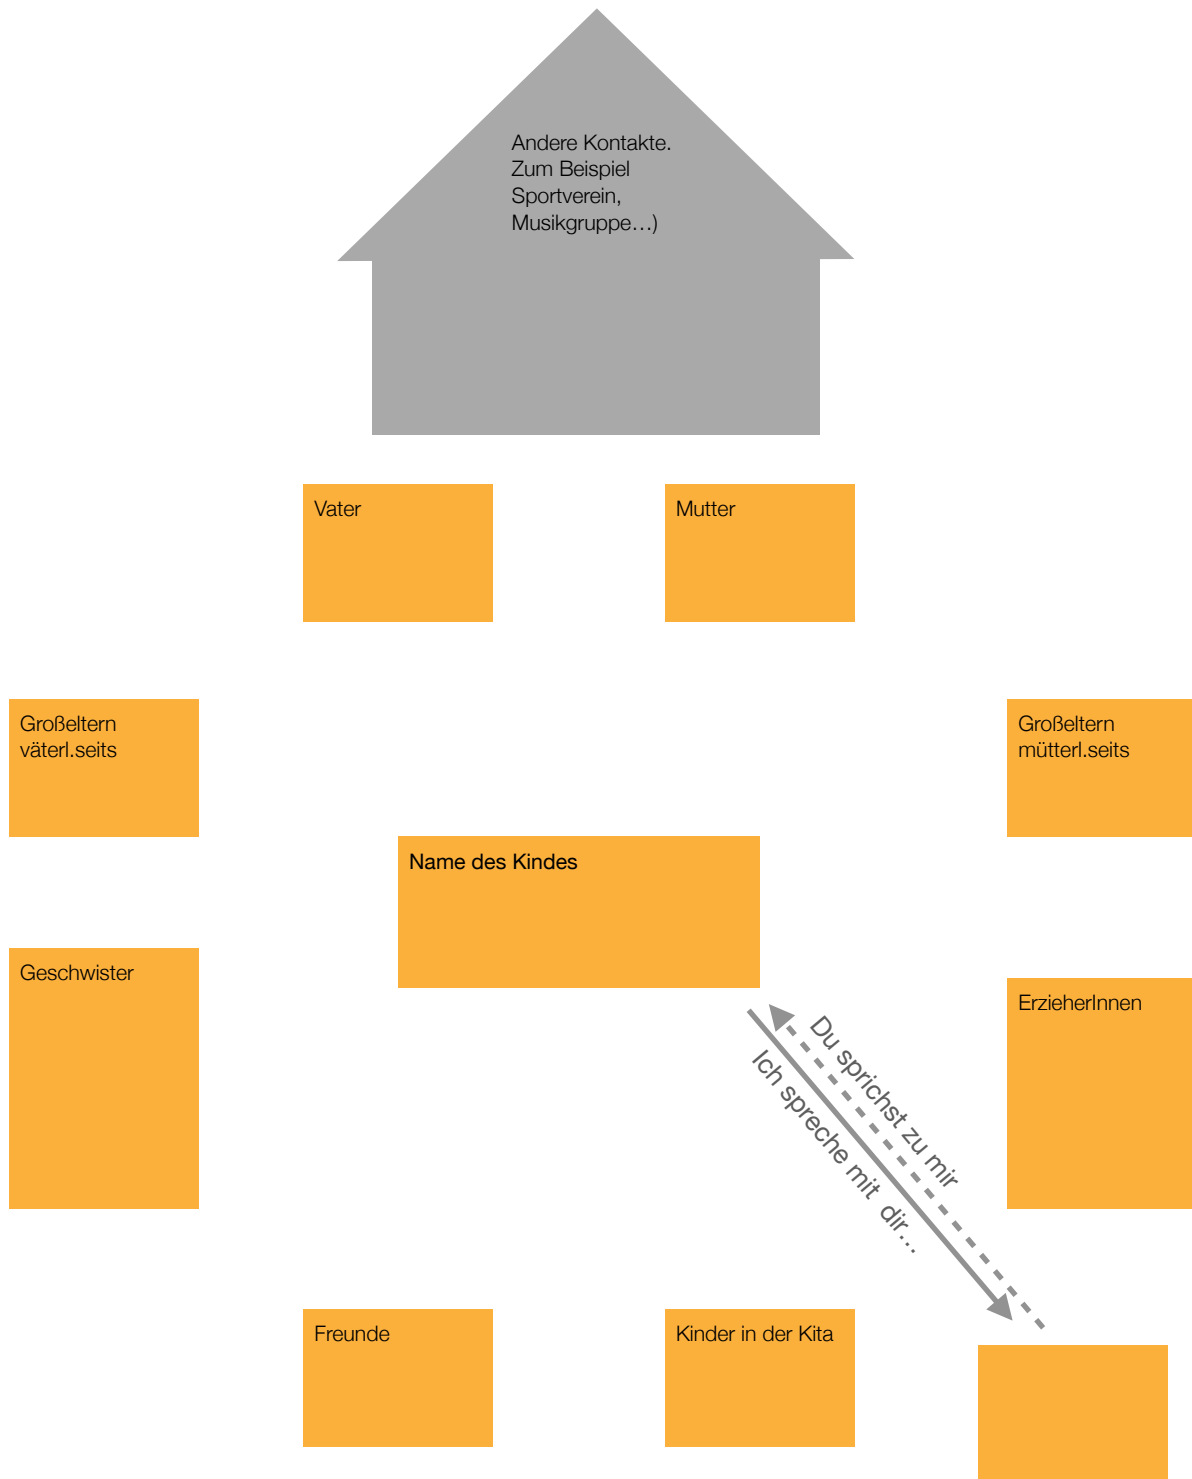 Andere Kontakte.
Zum Beispiel
Sportverein,
Musikgruppe…)
Vater
Mutter
Großeltern
väterl.seits
Großeltern
mütterl.seits
Name des Kindes
Geschwister
ErzieherInnen
Du sprichst zu mir
Ich spreche mit dir…
Freunde
Kinder in der Kita